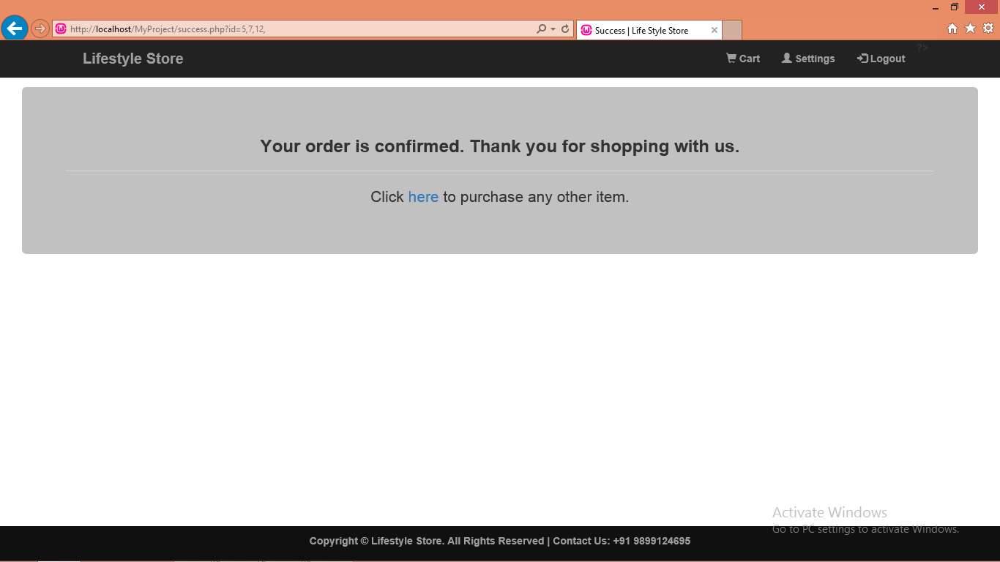 http://localhost/MyProject/success.php?id=5,7,12,
Success | Life Style Store
Lifestyle Store
Cart
Settings
Logout
?>
Your order is confirmed. Thank you for shopping with us.
Click here to purchase any other item.
Activate Windows
Go to PC settings to activate Windows.
Copyright © Lifestyle Store. All Rights Reserved | Contact Us: +91 9899124695